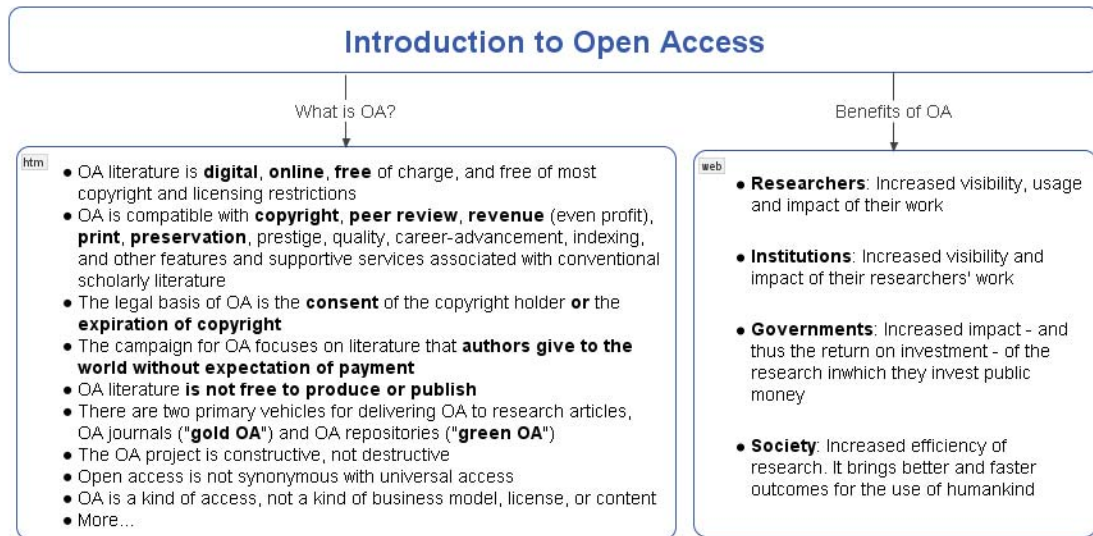 Introduction to Open Access
What is OA?
htm
● OA literature is digital, online, free of charge, and free of most
copyright and licensing restrictions
● OA is compatible with copyright, peer review, revenue (even profit),
print, preservation, prestige, quality, career-advancement, indexing,
and other features and supportive services associated with conventional
scholarly literature
● The legal basis of OA is the consent of the copyright holder or the
expiration of copyright
● The campaign for OA focuses on literature that authors give to the
world without expectation of payment
● OA literature is not free to produce or publish
● There are two primary vehicles for delivering OA to research articles,
OA journals ("gold OA") and OA repositories ("green OA")
● The OA project is constructive, not destructive
● Open access is not synonymous with universal access
● OA is a kind of access, not a kind of business model, license, or content
● More...
Benefits of OA
web
● Researchers: Increased visibility, usage
and impact of their work
● Institutions: Increased visibility and
impact of their researchers' work
● Governments: Increased impact - and
thus the return on investment - of the
research inwhich they invest public
money
● Society: Increased efficiency of
research. It brings better and faster
outcomes for the use of humankind